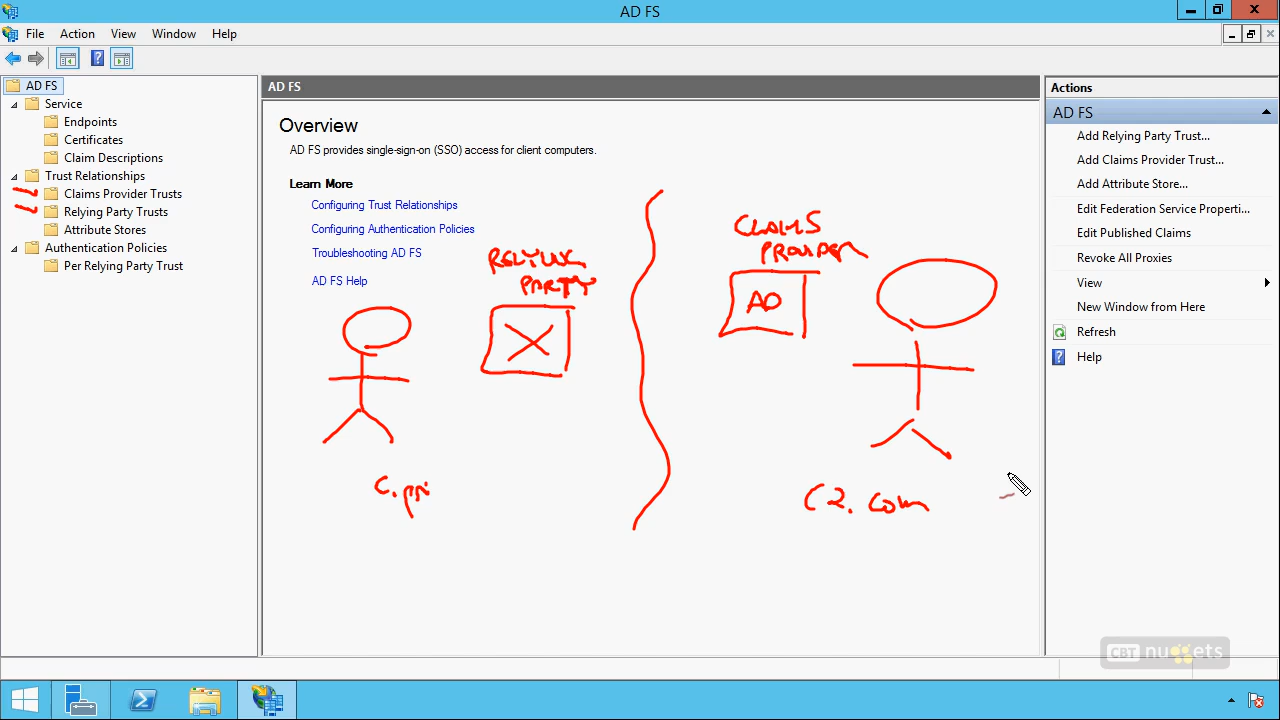 AD FS
File Action View Window Help
AD FS
Service
Endpoints
Certificates
Claim Descriptions
Trust Relationships
Claims Provider Trusts
Relying Party Trusts
Attribute Stores
Authentication Policies
Per Relying Party Trust
AD FS
Overview
AD FS provides single-sign-on (SSO) access for client computers.
Learn More
Configuring Trust Relationships
Configuring Authentication Policies
Troubleshooting AD FS
AD FS Help
RELYING
PARTY
C.pri
CLAIMS
PROVIDER
AD
C2.com
Actions
AD FS
Add Relying Party Trust...
Add Claims Provider Trust...
Add Attribute Store...
Edit Federation Service Properti...
Edit Published Claims
Revoke All Proxies
View
New Window from Here
Refresh
Help
CBT nuggets